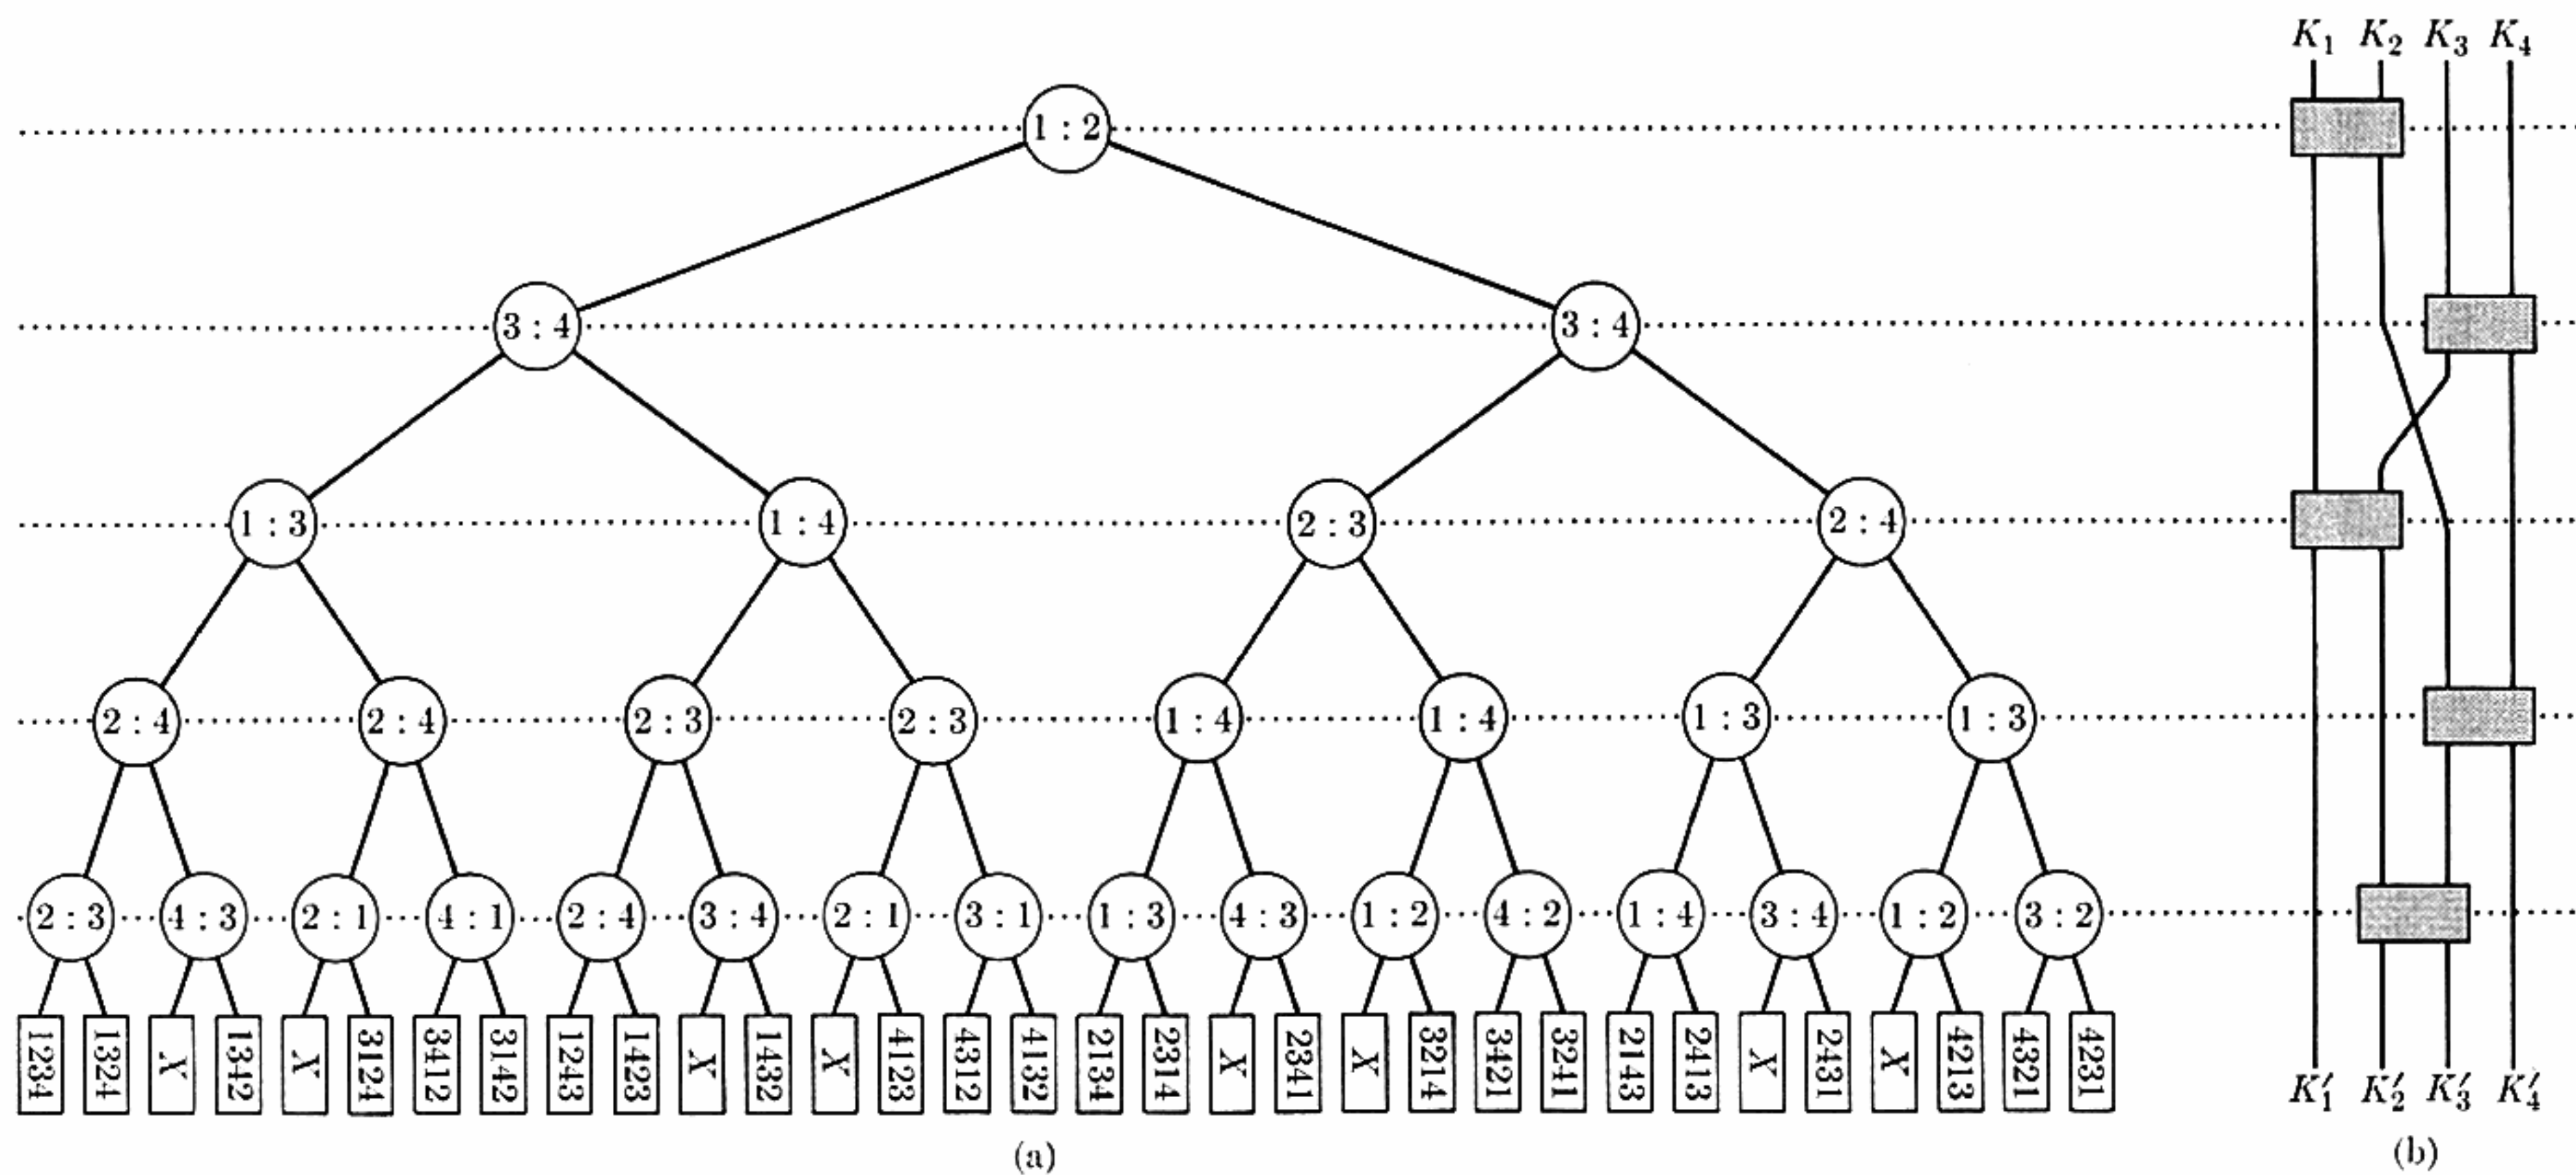 K₁ K₂ K₃ K₄
1 : 2
3 : 4 3 : 4
1 : 3 1 : 4 2 : 3 2 : 4
2 : 4 2 : 4 2 : 3 2 : 3 1 : 4 1 : 4 1 : 3 1 : 3
2 : 3 4 : 3 2 : 1 4 : 1 2 : 4 3 : 4 2 : 1 3 : 1 1 : 3 4 : 3 1 : 2 4 : 2 1 : 4 3 : 4 1 : 2 3 : 2
1234 1324 X 1342 X 3124 3412 3142 1243 1423 X 1432 X 4123 4312 4132 2134 2314 X 2341 X 3214 3421 3241 2143 2413 X 2431 X 4213 4321 4231
K′₁ K′₂ K′₃ K′₄
(a) (b)